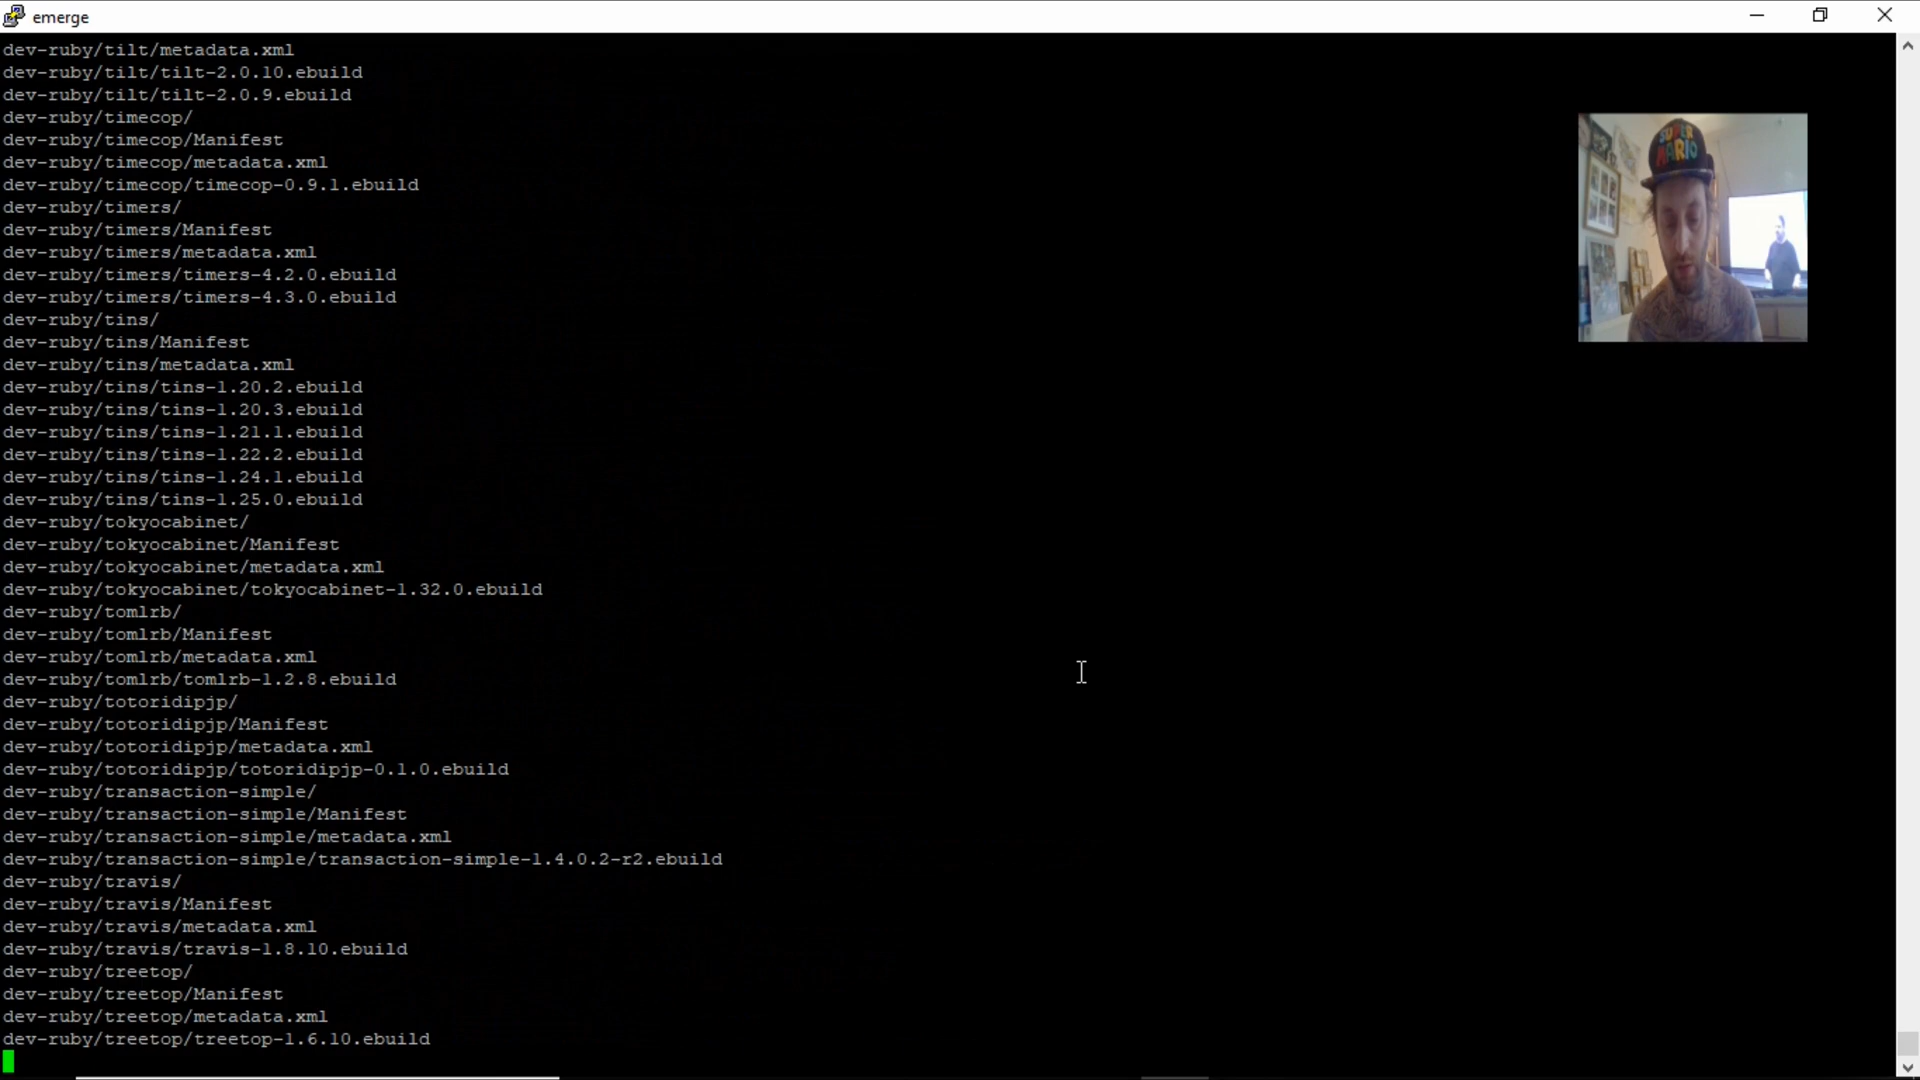 emerge
dev-ruby/tilt/metadata.xml
dev-ruby/tilt/tilt-2.0.10.ebuild
dev-ruby/tilt/tilt-2.0.9.ebuild
dev-ruby/timecop/
dev-ruby/timecop/Manifest
dev-ruby/timecop/metadata.xml
dev-ruby/timecop/timecop-0.9.1.ebuild
dev-ruby/timers/
dev-ruby/timers/Manifest
dev-ruby/timers/metadata.xml
dev-ruby/timers/timers-4.2.0.ebuild
dev-ruby/timers/timers-4.3.0.ebuild
dev-ruby/tins/
dev-ruby/tins/Manifest
dev-ruby/tins/metadata.xml
dev-ruby/tins/tins-1.20.2.ebuild
dev-ruby/tins/tins-1.20.3.ebuild
dev-ruby/tins/tins-1.21.1.ebuild
dev-ruby/tins/tins-1.22.2.ebuild
dev-ruby/tins/tins-1.24.1.ebuild
dev-ruby/tins/tins-1.25.0.ebuild
dev-ruby/tokyocabinet/
dev-ruby/tokyocabinet/Manifest
dev-ruby/tokyocabinet/metadata.xml
dev-ruby/tokyocabinet/tokyocabinet-1.32.0.ebuild
dev-ruby/tomlrb/
dev-ruby/tomlrb/Manifest
dev-ruby/tomlrb/metadata.xml
dev-ruby/tomlrb/tomlrb-1.2.8.ebuild
dev-ruby/totoridipjp/
dev-ruby/totoridipjp/Manifest
dev-ruby/totoridipjp/metadata.xml
dev-ruby/totoridipjp/totoridipjp-0.1.0.ebuild
dev-ruby/transaction-simple/
dev-ruby/transaction-simple/Manifest
dev-ruby/transaction-simple/metadata.xml
dev-ruby/transaction-simple/transaction-simple-1.4.0.2-r2.ebuild
dev-ruby/travis/
dev-ruby/travis/Manifest
dev-ruby/travis/metadata.xml
dev-ruby/travis/travis-1.8.10.ebuild
dev-ruby/treetop/
dev-ruby/treetop/Manifest
dev-ruby/treetop/metadata.xml
dev-ruby/treetop/treetop-1.6.10.ebuild
SUPER
MARIO